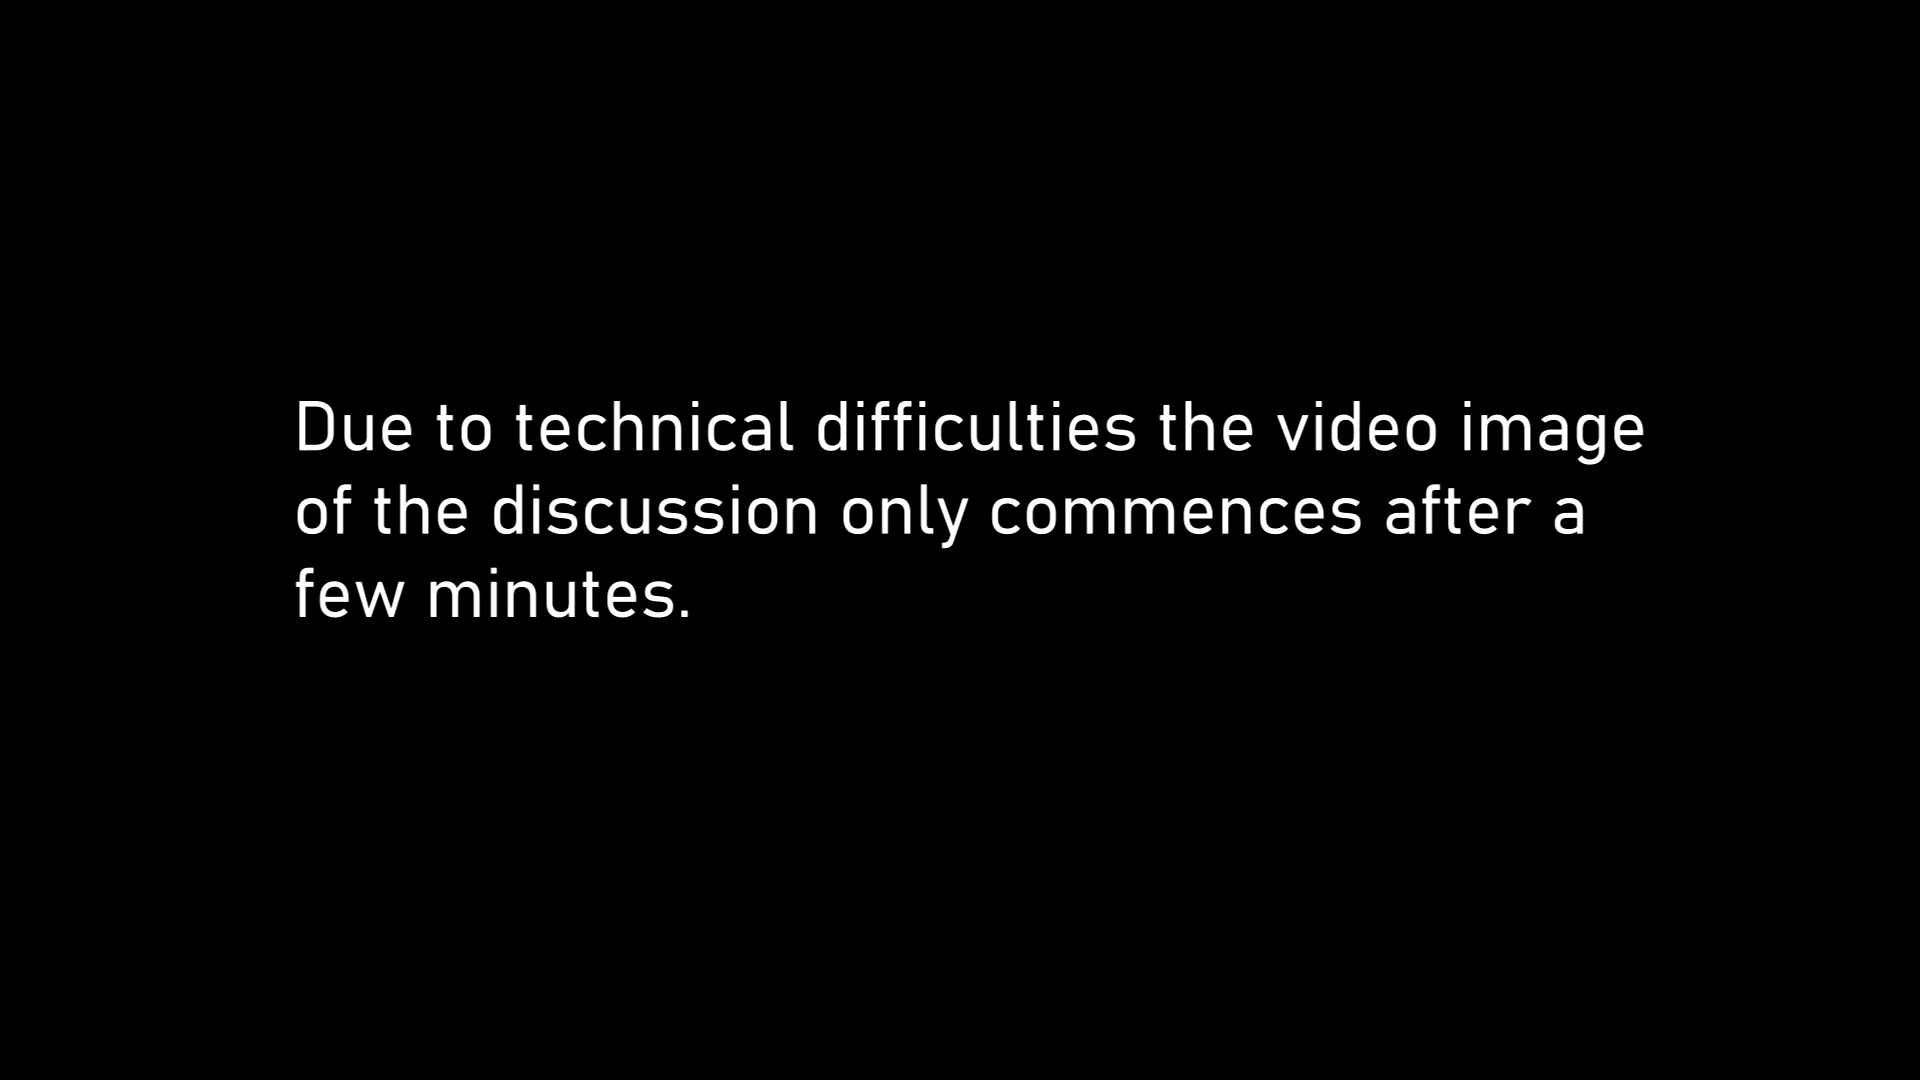 Due to technical difficulties the video image
of the discussion only commences after a
few minutes.